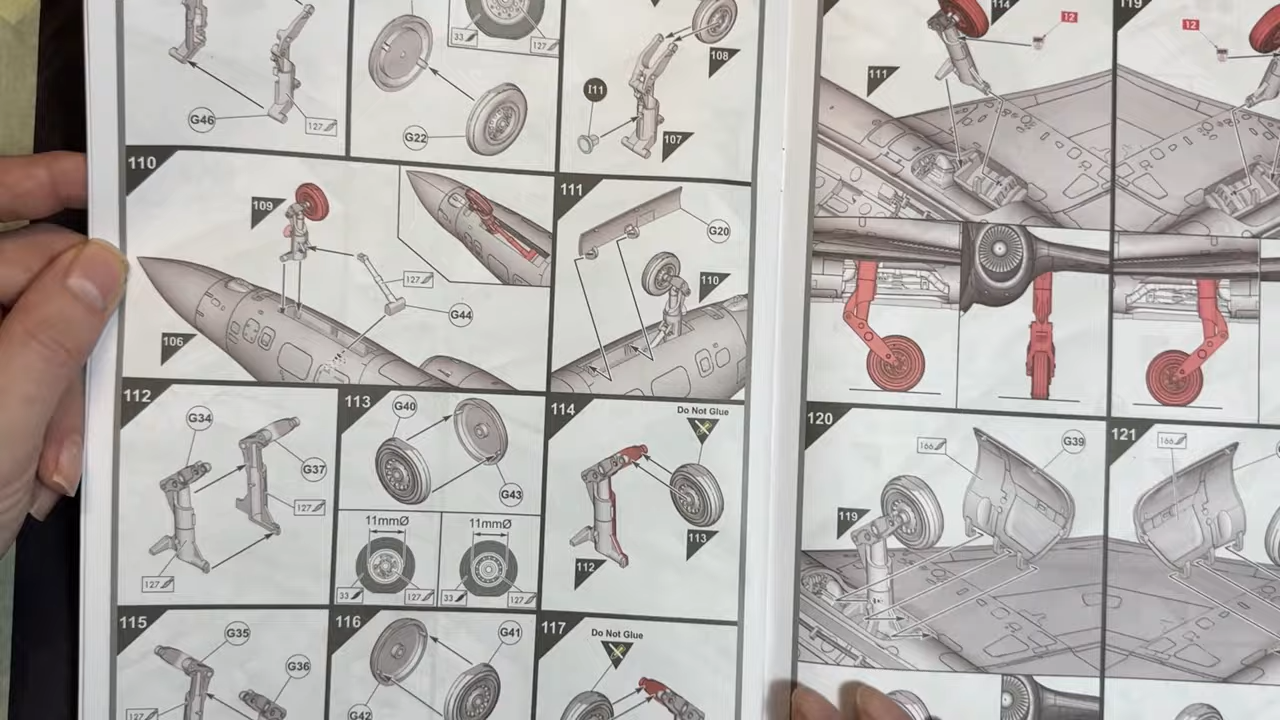 G46
127
33
127
G22
108
I11
107
110
109
127
G44
106
111
G20
110
112
G34
G37
127
127
113
G40
G43
11mmØ
11mmØ
33
127
33
127
114
Do Not Glue
113
112
115
G35
G36
127
116
G41
G42
117
Do Not Glue
114
12
111
119
12
120
166
G39
119
121
166